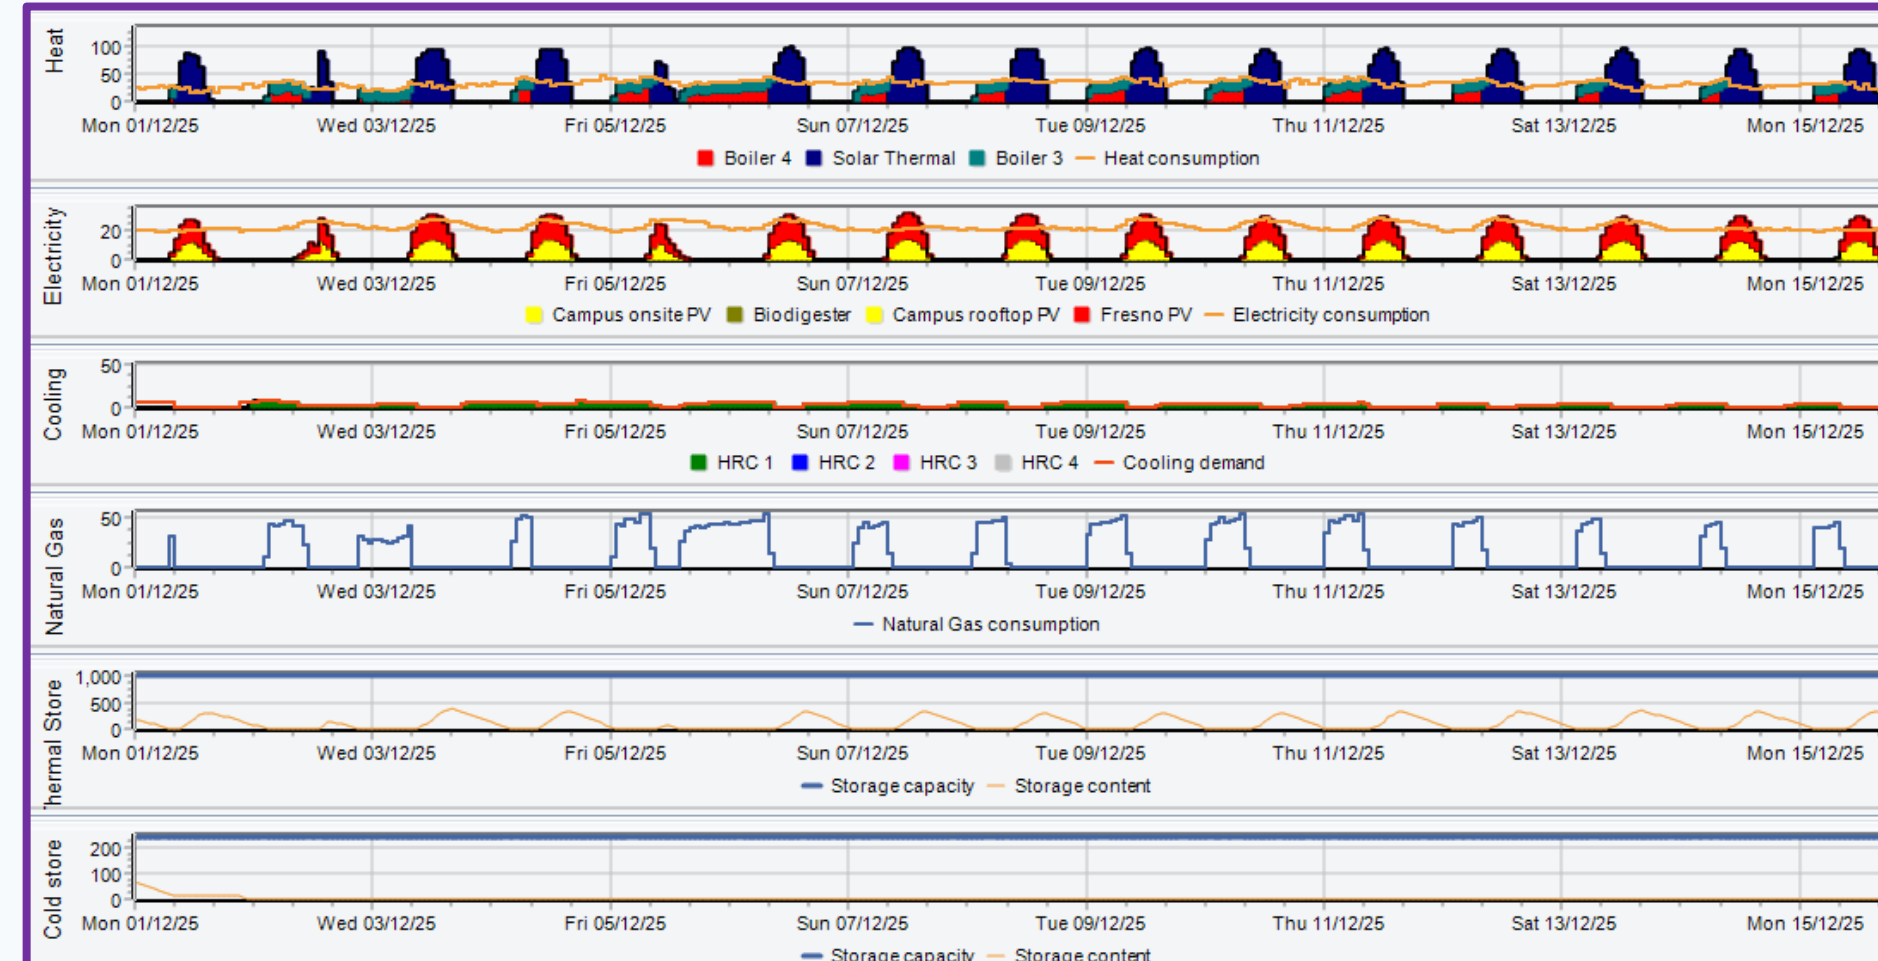 Heat
100
50
0
Mon 01/12/25 Wed 03/12/25 Fri 05/12/25 Sun 07/12/25 Tue 09/12/25 Thu 11/12/25 Sat 13/12/25 Mon 15/12/25
Boiler 4 Solar Thermal Boiler 3 Heat consumption
Electricity
20
0
Mon 01/12/25 Wed 03/12/25 Fri 05/12/25 Sun 07/12/25 Tue 09/12/25 Thu 11/12/25 Sat 13/12/25 Mon 15/12/25
Campus onsite PV Biodigester Campus rooftop PV Fresno PV Electricity consumption
Cooling
50
0
Mon 01/12/25 Wed 03/12/25 Fri 05/12/25 Sun 07/12/25 Tue 09/12/25 Thu 11/12/25 Sat 13/12/25 Mon 15/12/25
HRC 1 HRC 2 HRC 3 HRC 4 Cooling demand
Natural Gas
50
0
Mon 01/12/25 Wed 03/12/25 Fri 05/12/25 Sun 07/12/25 Tue 09/12/25 Thu 11/12/25 Sat 13/12/25 Mon 15/12/25
Natural Gas consumption
hermal Store
1,000
500
0
Mon 01/12/25 Wed 03/12/25 Fri 05/12/25 Sun 07/12/25 Tue 09/12/25 Thu 11/12/25 Sat 13/12/25 Mon 15/12/25
Storage capacity Storage content
Cold store
200
100
0
Mon 01/12/25 Wed 03/12/25 Fri 05/12/25 Sun 07/12/25 Tue 09/12/25 Thu 11/12/25 Sat 13/12/25 Mon 15/12/25
Storage capacity Storage content